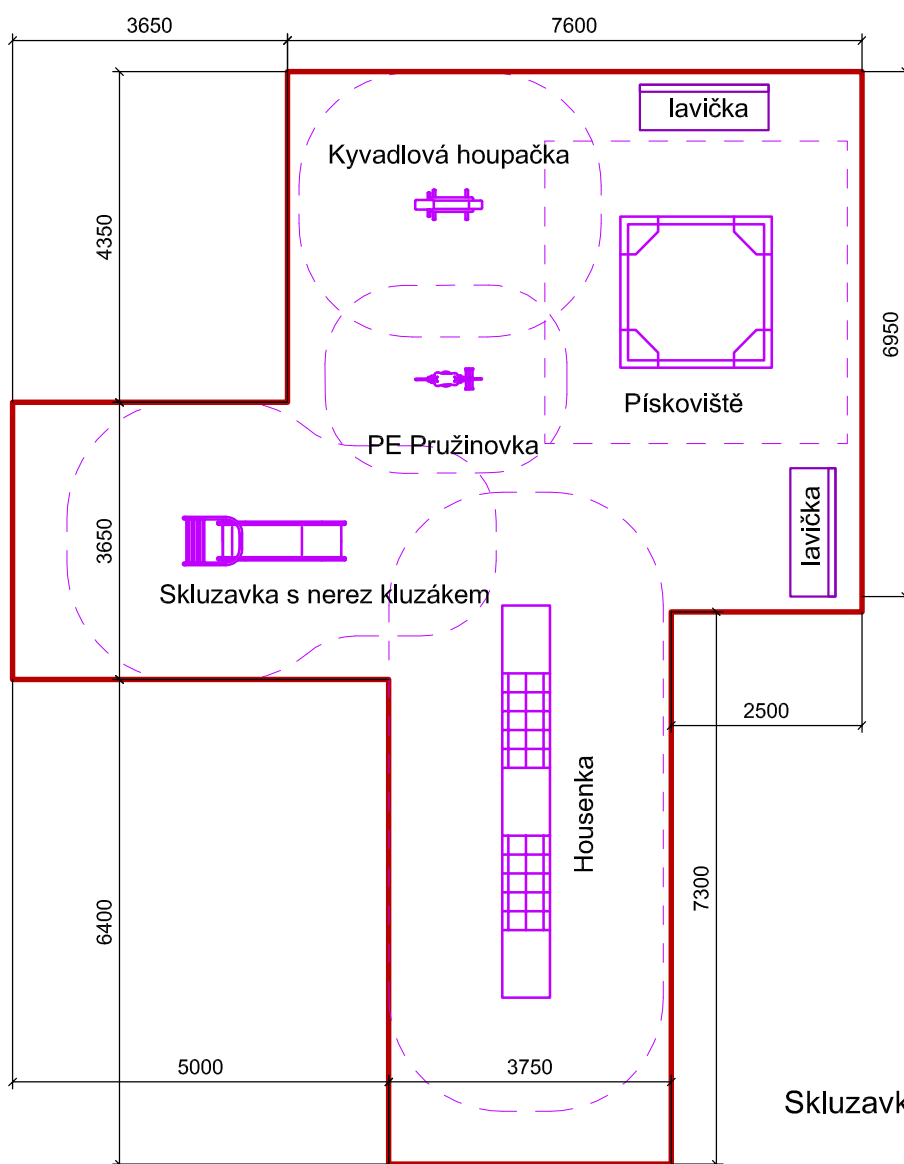 3650
7600
lavička
Kyvadlová houpačka
4350
6950
Pískoviště
PE Pružinovka
lavička
3650
Skluzavka s nerez kluzákem
2500
Housenka
7300
6400
5000
3750
Skluzavk